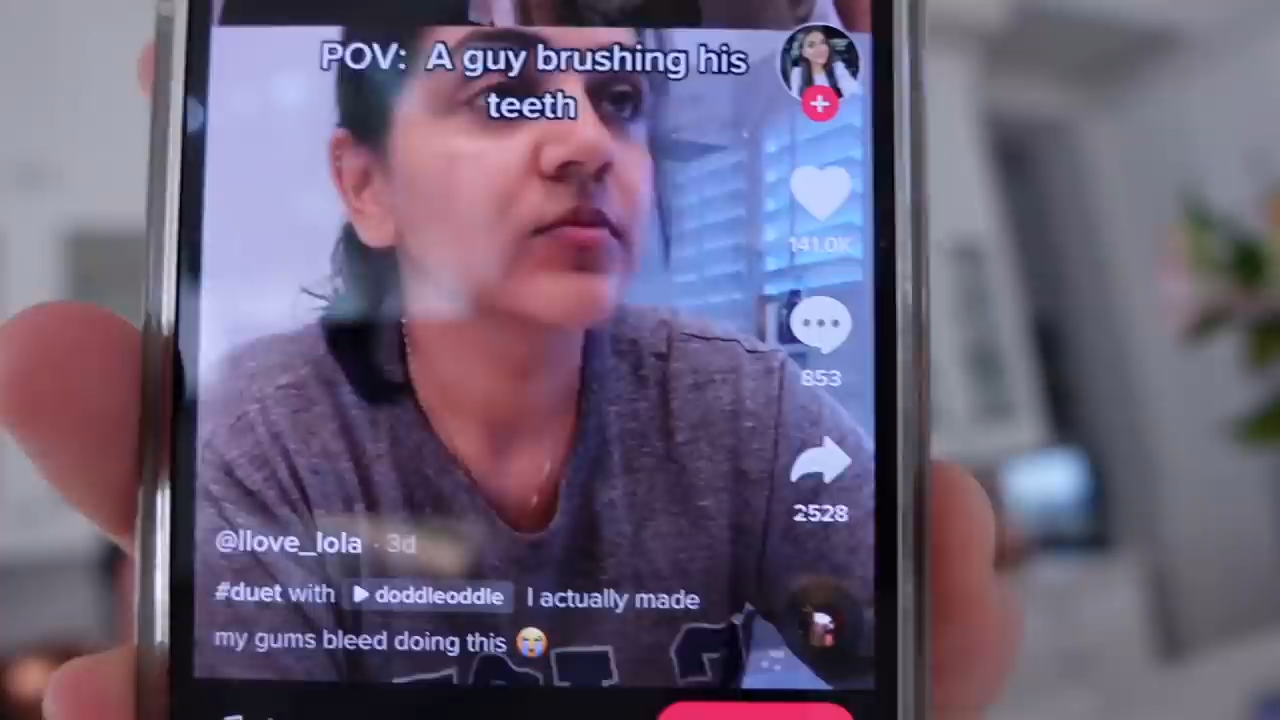 POV: A guy brushing his
teeth
141.0K
853
2528
@llove_lola · 3d
#duet with ▶ doddleoddle I actually made
my gums bleed doing this 😭